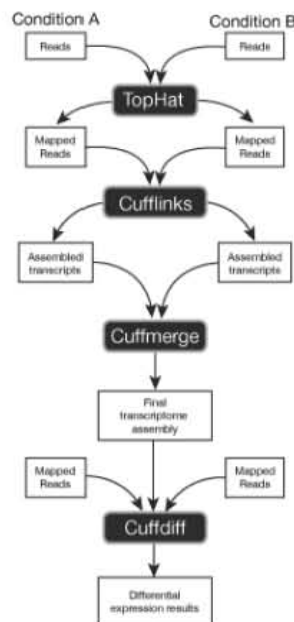 Condition A
Condition B
Reads
Reads
TopHat
Mapped
Reads
Mapped
Reads
Cufflinks
Assembled
transcripts
Assembled
transcripts
Cuffmerge
Final
transcriptome
assembly
Mapped
Reads
Mapped
Reads
Cuffdiff
Differential
expression results